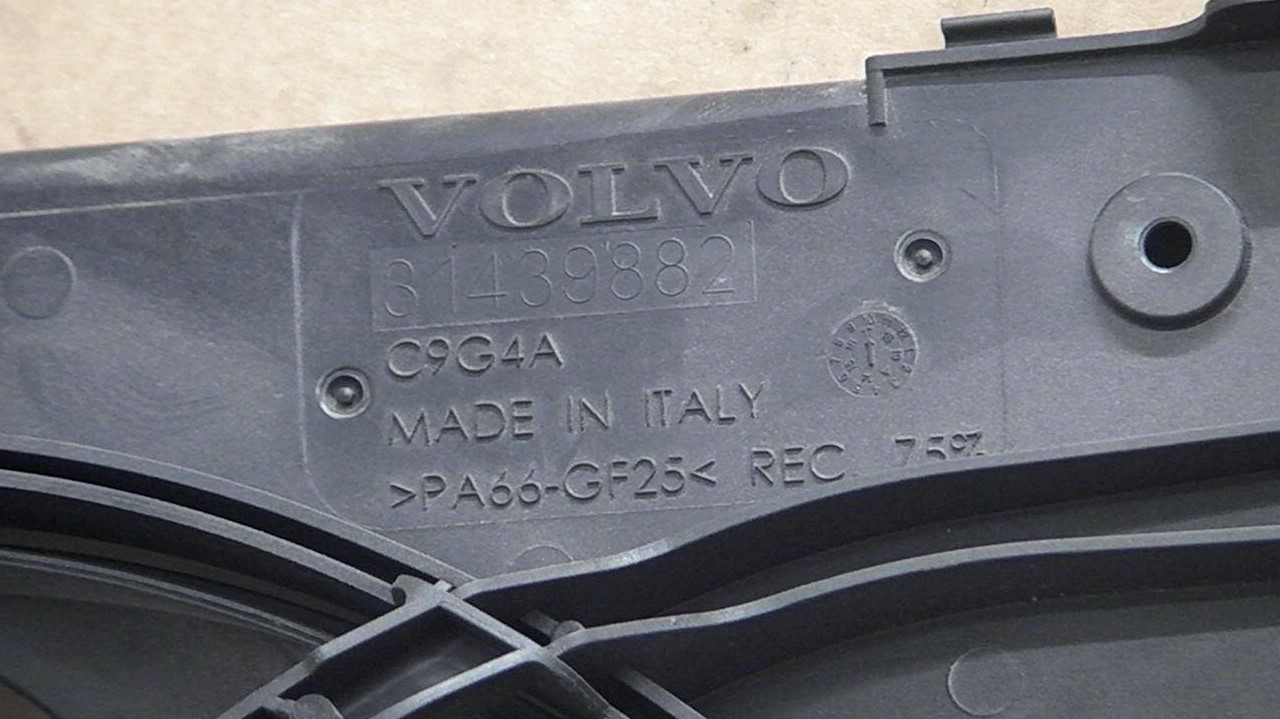 VOLVO
31439882
C9G4A
MADE IN ITALY
>PA66-GF25< REC. 75%